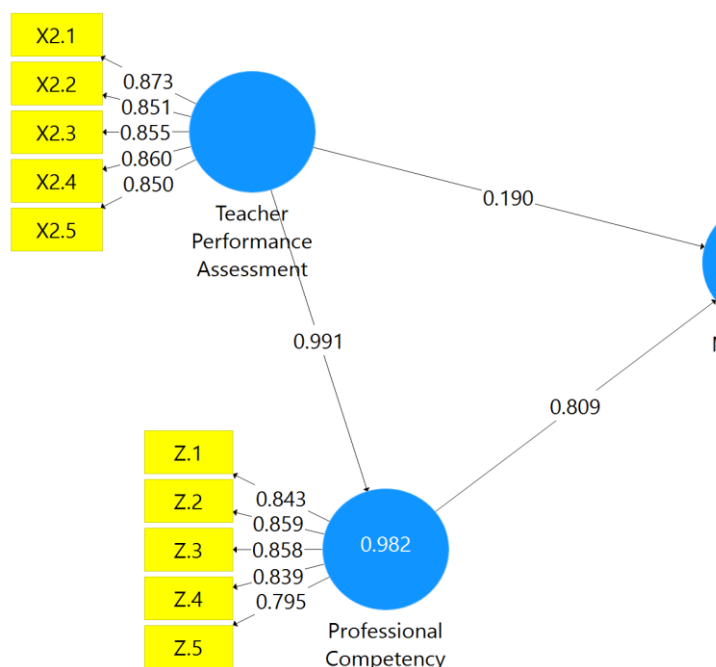 X2.1
X2.2
X2.3
X2.4
X2.5
0.873
0.851
0.855
0.860
0.850
Teacher
Performance
Assessment
0.190
0.991
0.809
Z.1
Z.2
Z.3
Z.4
Z.5
0.843
0.859
0.858
0.839
0.795
0.982
Professional
Competency